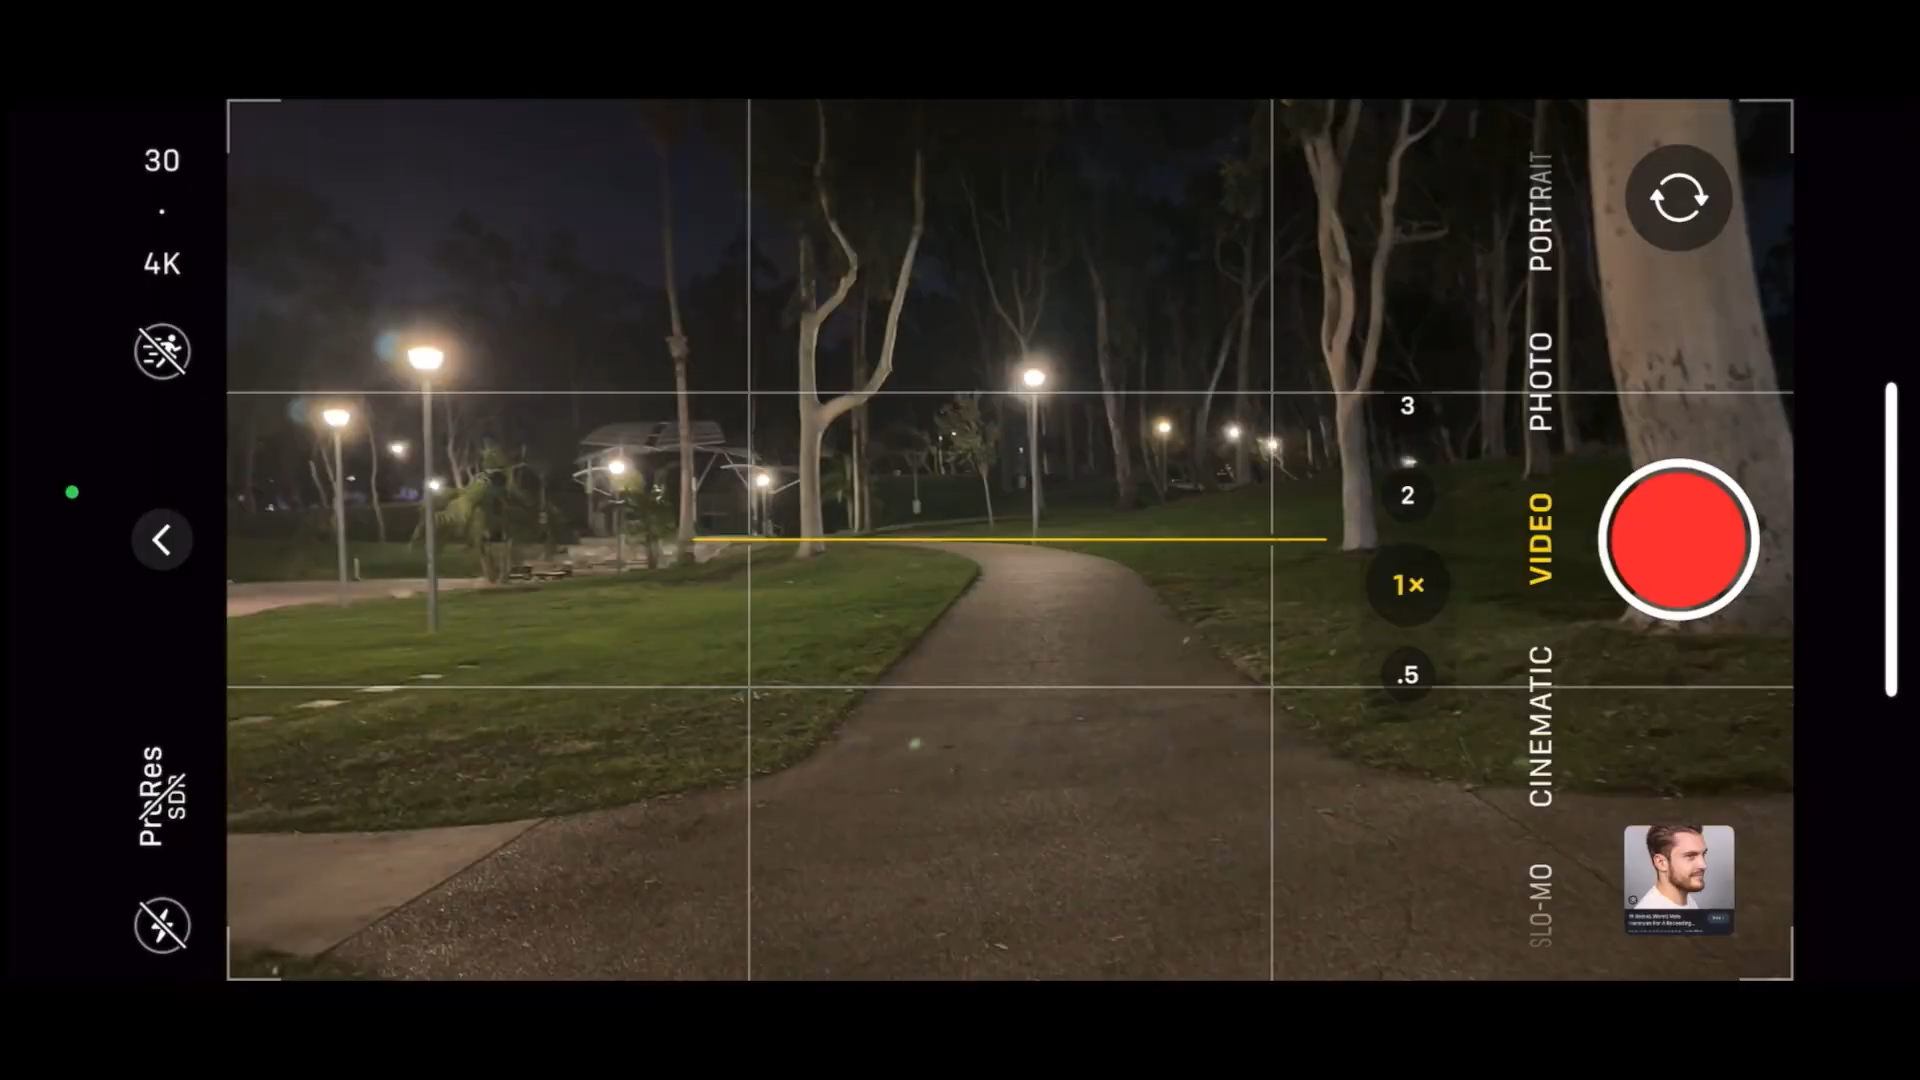 30
·
4K
ProRes
SDR
3
2
1×
.5
PORTRAIT
PHOTO
VIDEO
CINEMATIC
SLO-MO